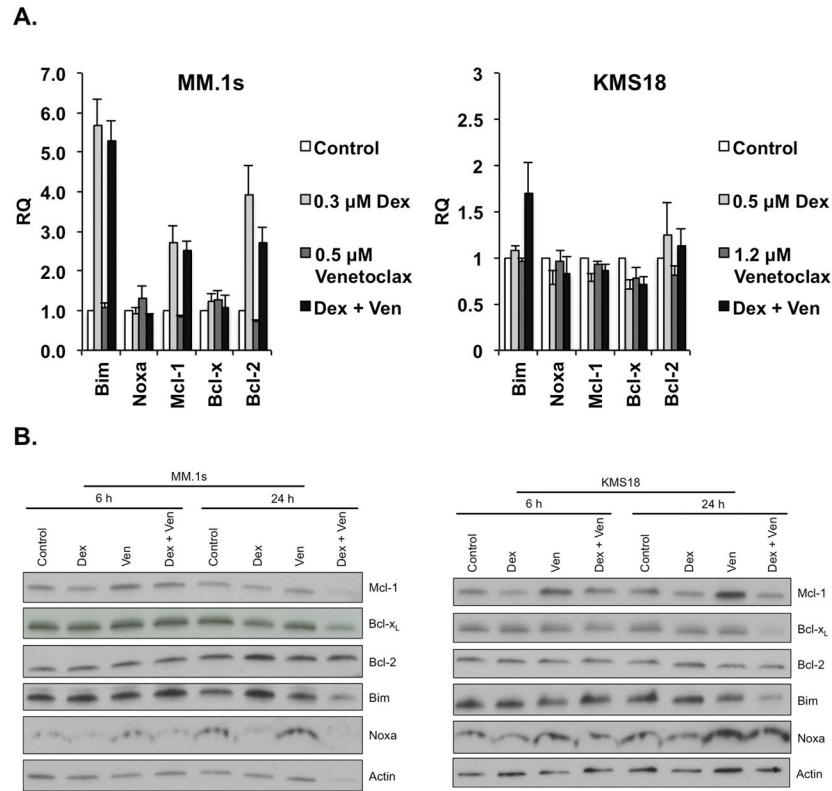 A.
MM.1s
7.0
6.0
5.0
4.0
3.0
2.0
1.0
0.0
RQ
Bim
Noxa
Mcl-1
Bcl-x
Bcl-2
Control
0.3 µM Dex
0.5 µM
Venetoclax
Dex + Ven
KMS18
3
2.5
2
1.5
1
0.5
0
RQ
Bim
Noxa
Mcl-1
Bcl-x
Bcl-2
Control
0.5 µM Dex
1.2 µM
Venetoclax
Dex + Ven
B.
MM.1s
6 h
24 h
Control
Dex
Ven
Dex + Ven
Control
Dex
Ven
Dex + Ven
Mcl-1
Bcl-xL
Bcl-2
Bim
Noxa
Actin
KMS18
6 h
24 h
Control
Dex
Ven
Dex + Ven
Control
Dex
Ven
Dex + Ven
Mcl-1
Bcl-xL
Bcl-2
Bim
Noxa
Actin